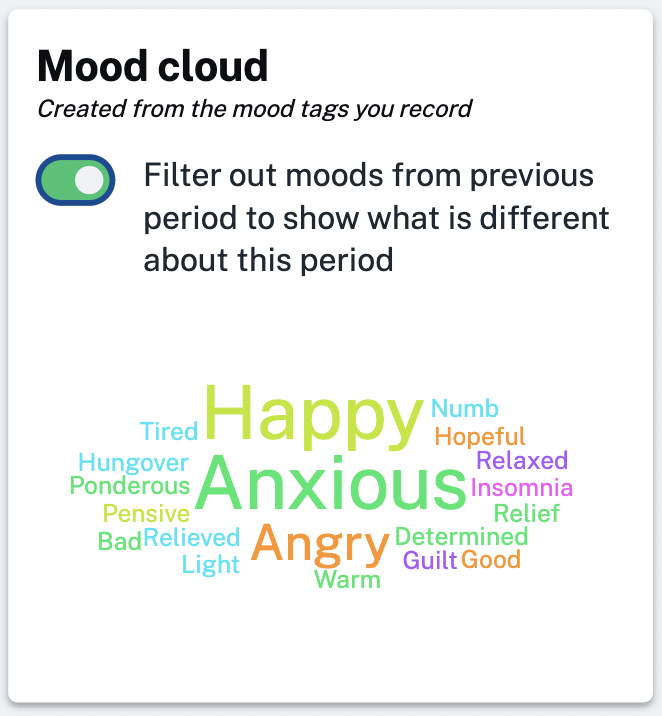 Mood cloud
Created from the mood tags you record
Filter out moods from previous
period to show what is different
about this period
Happy
Numb
Tired
Hopeful
Hungover
Anxious
Relaxed
Ponderous
Insomnia
Pensive
Relief
Bad
Relieved
Angry
Determined
Light
Guilt
Good
Warm